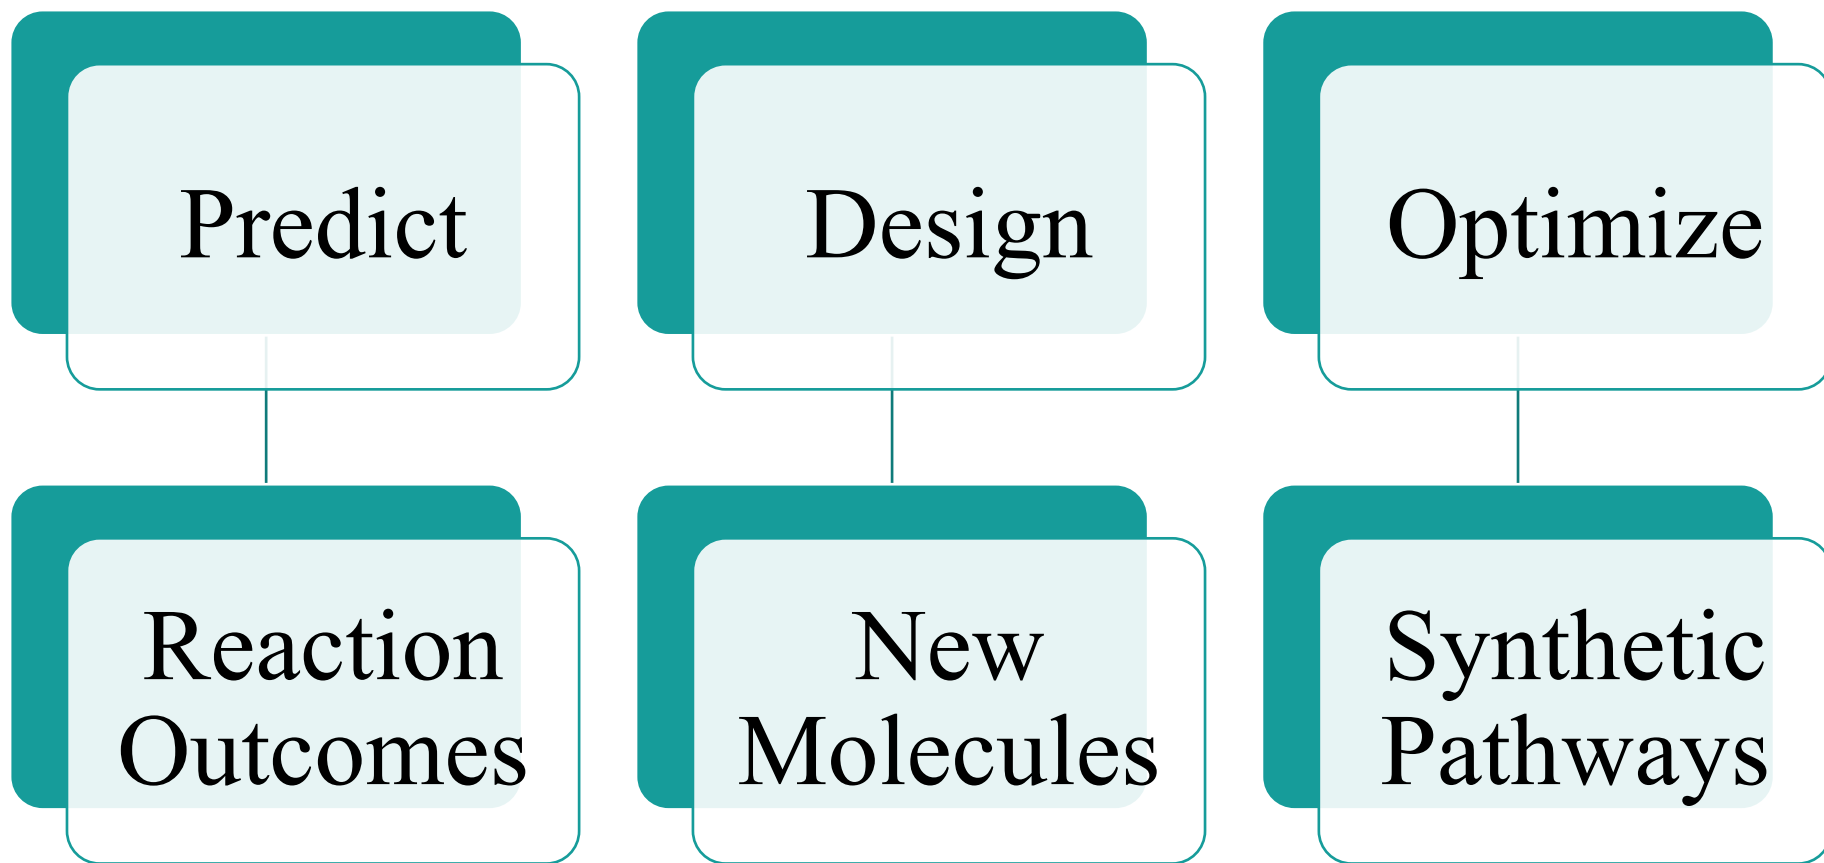 Predict
Design
Optimize
Reaction
Outcomes
New
Molecules
Synthetic
Pathways